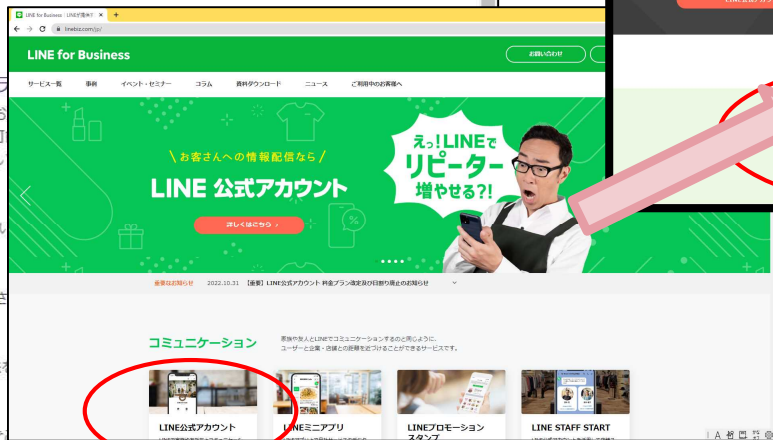 LINE for Business | LINEが提供す
linebiz.com/jp/
LINE for Business
お問い合わせ
サービス一覧 事例 イベント・セミナー コラム 資料ダウンロード ニュース ご利用中のお客様へ
お客さんへの情報配信なら
LINE 公式アカウント
詳しくはこちら
えっ!LINEで
リピーター
増やせる?!
重要なお知らせ 2022.10.31 【重要】LINE公式アカウント 料金プラン改定及び日割り廃止のお知らせ
コミュニケーション
家族や友人とLINEでコミュニケーションするのと同じように、
ユーザーと企業・店舗との距離を近づけることができるサービスです。
LINE公式アカウント
LINEミニアプリ
LINEプロモーション
スタンプ
LINE STAFF START